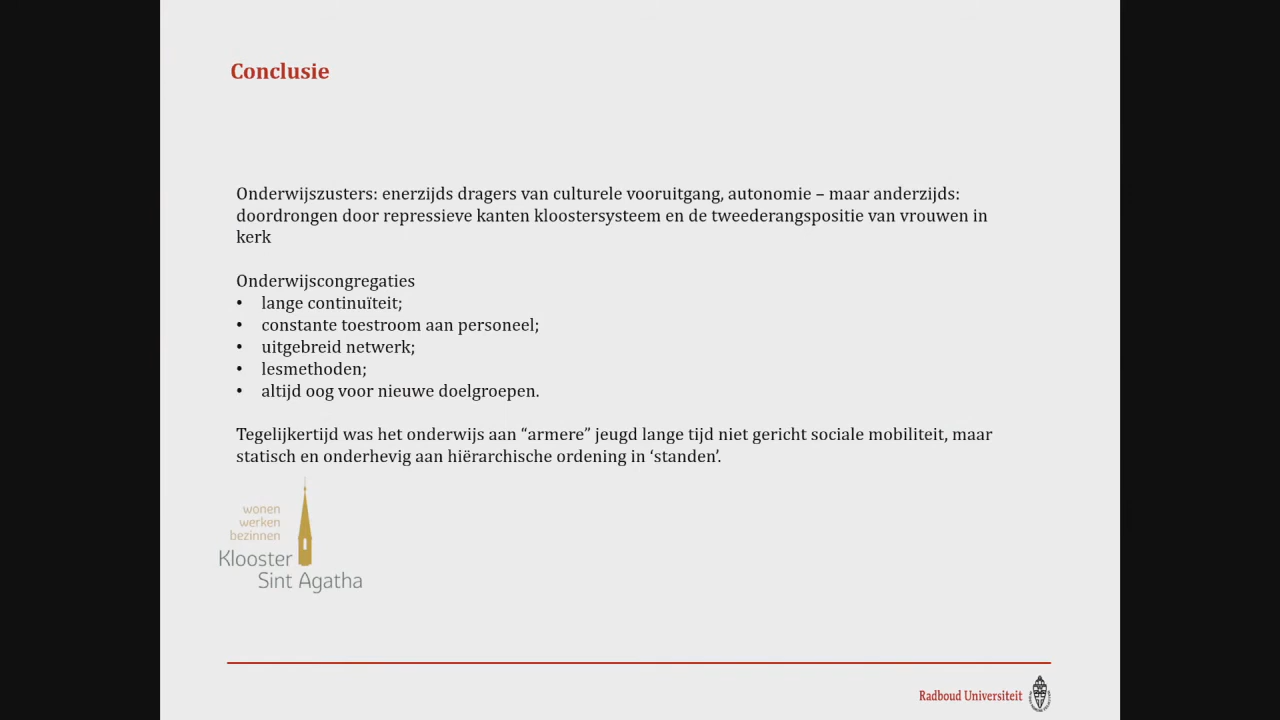 Conclusie
Onderwijszusters: enerzijds dragers van culturele vooruitgang, autonomie – maar anderzijds:
doordrongen door repressieve kanten kloostersysteem en de tweederangspositie van vrouwen in
kerk
Onderwijscongregaties
• lange continuïteit;
• constante toestroom aan personeel;
• uitgebreid netwerk;
• lesmethoden;
• altijd oog voor nieuwe doelgroepen.
Tegelijkertijd was het onderwijs aan “armere” jeugd lange tijd niet gericht sociale mobiliteit, maar
statisch en onderhevig aan hiërarchische ordening in ‘standen’.
wonen
werken
bezinnen
Klooster
Sint Agatha
Radboud Universiteit